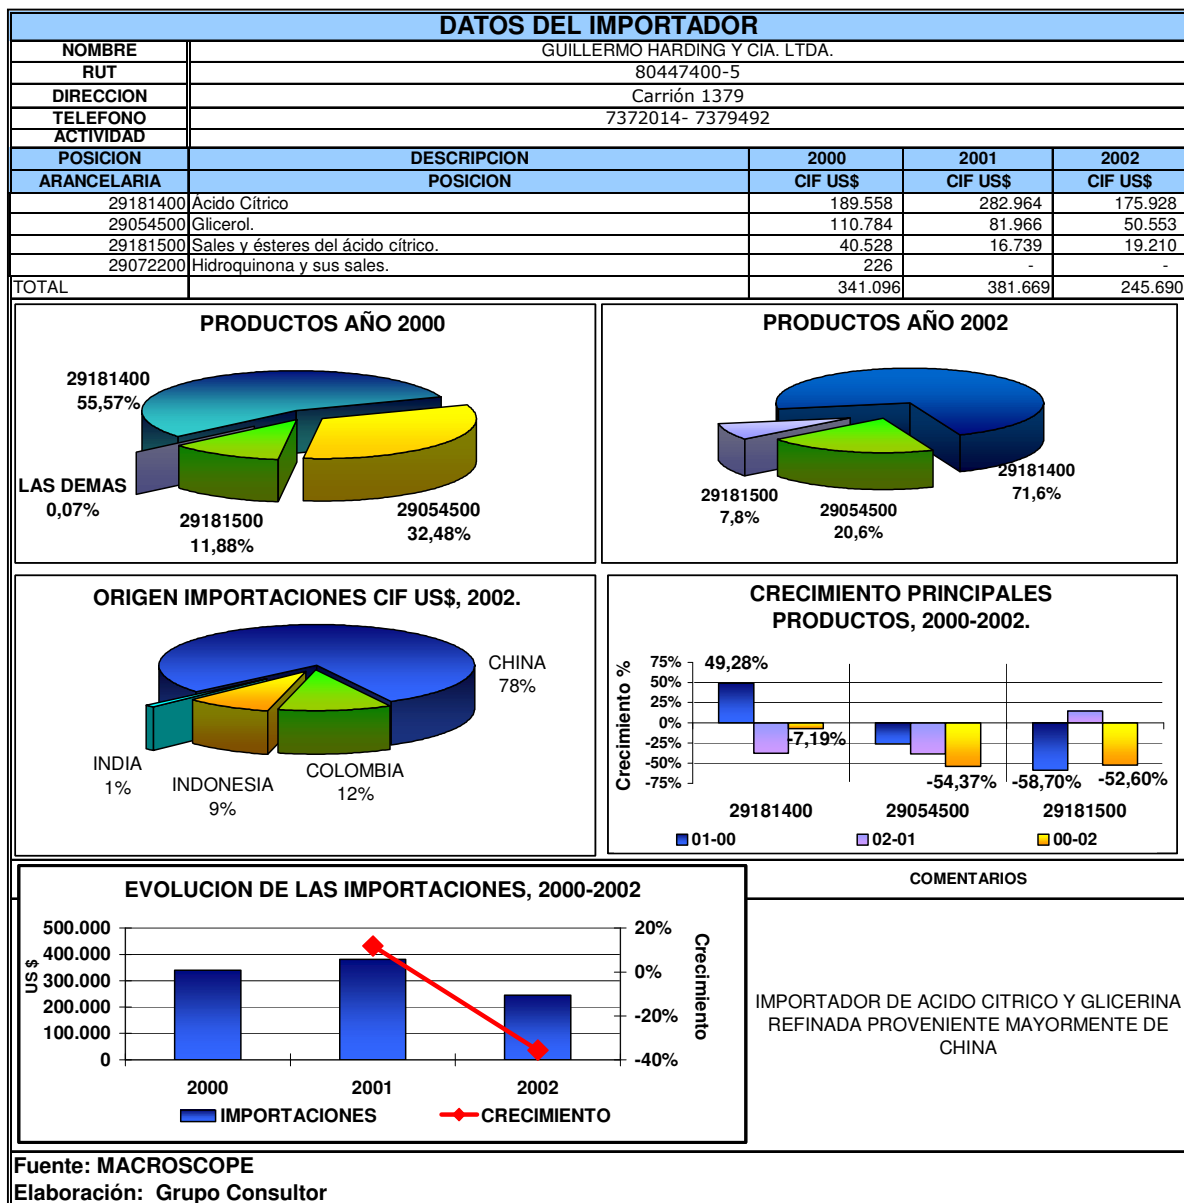 DATOS DEL IMPORTADOR
NOMBRE GUILLERMO HARDING Y CIA. LTDA.
RUT 80447400-5
DIRECCION Carrión 1379
TELEFONO 7372014- 7379492
ACTIVIDAD
POSICION DESCRIPCION 2000 2001 2002
ARANCELARIA POSICION CIF US$ CIF US$ CIF US$
29181400 Ácido Cítrico 189.558 282.964 175.928
29054500 Glicerol. 110.784 81.966 50.553
29181500 Sales y ésteres del ácido cítrico. 40.528 16.739 19.210
29072200 Hidroquinona y sus sales. 226 - -
TOTAL 341.096 381.669 245.690
PRODUCTOS AÑO 2000
29181400
55,57%
LAS DEMAS
0,07%
29181500
11,88%
29054500
32,48%
PRODUCTOS AÑO 2002
29181500
7,8%
29054500
20,6%
29181400
71,6%
ORIGEN IMPORTACIONES CIF US$, 2002.
CHINA
78%
INDIA
1%
INDONESIA
9%
COLOMBIA
12%
CRECIMIENTO PRINCIPALES
PRODUCTOS, 2000-2002.
Crecimiento %
75%
50%
25%
0%
-25%
-50%
-75%
49,28%
-7,19%
-54,37%
-58,70%
-52,60%
29181400 29054500 29181500
01-00 02-01 00-02
EVOLUCION DE LAS IMPORTACIONES, 2000-2002
US $
500.000
400.000
300.000
200.000
100.000
0
20%
0%
-20%
-40%
Crecimiento
2000 2001 2002
IMPORTACIONES CRECIMIENTO
COMENTARIOS
IMPORTADOR DE ACIDO CITRICO Y GLICERINA
REFINADA PROVENIENTE MAYORMENTE DE
CHINA
Fuente: MACROSCOPE
Elaboración: Grupo Consultor